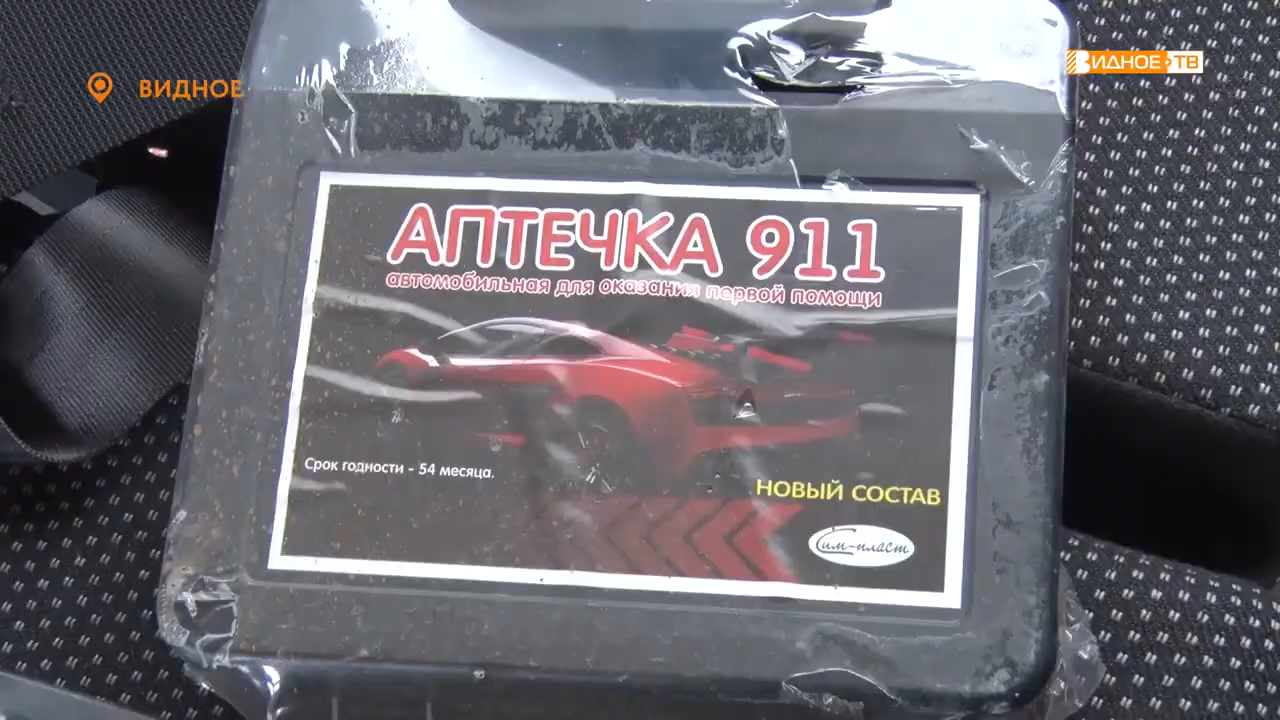 ВИДНОЕ
ВИДНОЕ ТВ
АПТЕЧКА 911
автомобильная для оказания первой помощи
Срок годности - 54 месяца.
НОВЫЙ СОСТАВ
Сим-пласт